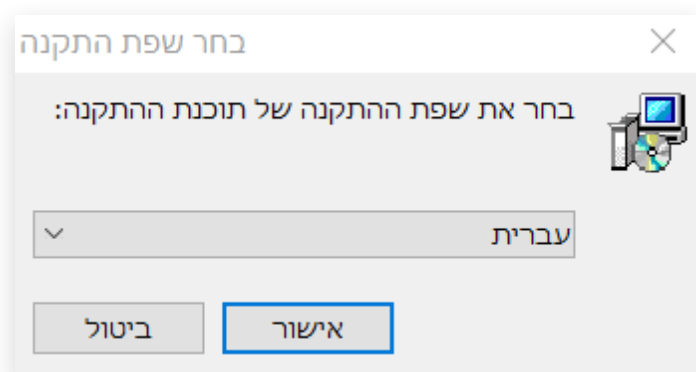 בחר שפת התקנה
בחר את שפת ההתקנה של תוכנת ההתקנה:
עברית
אישור
ביטול